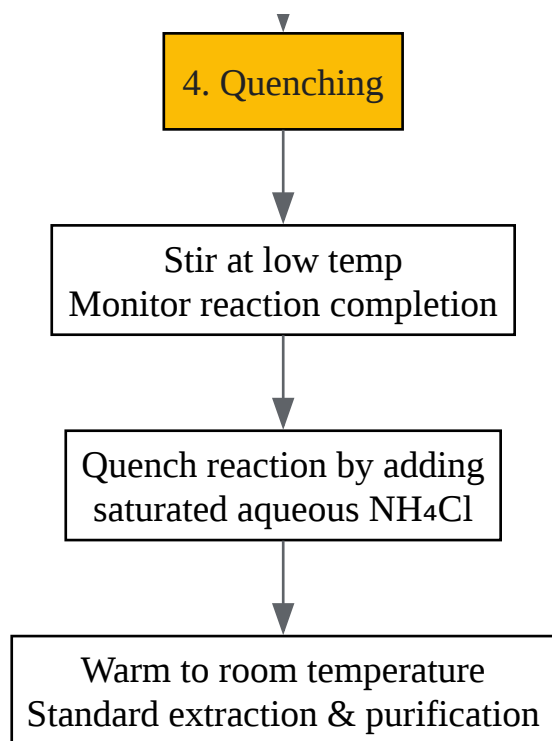 4. Quenching
Stir at low temp
Monitor reaction completion
Quench reaction by adding
saturated aqueous NH₄Cl
Warm to room temperature
Standard extraction & purification